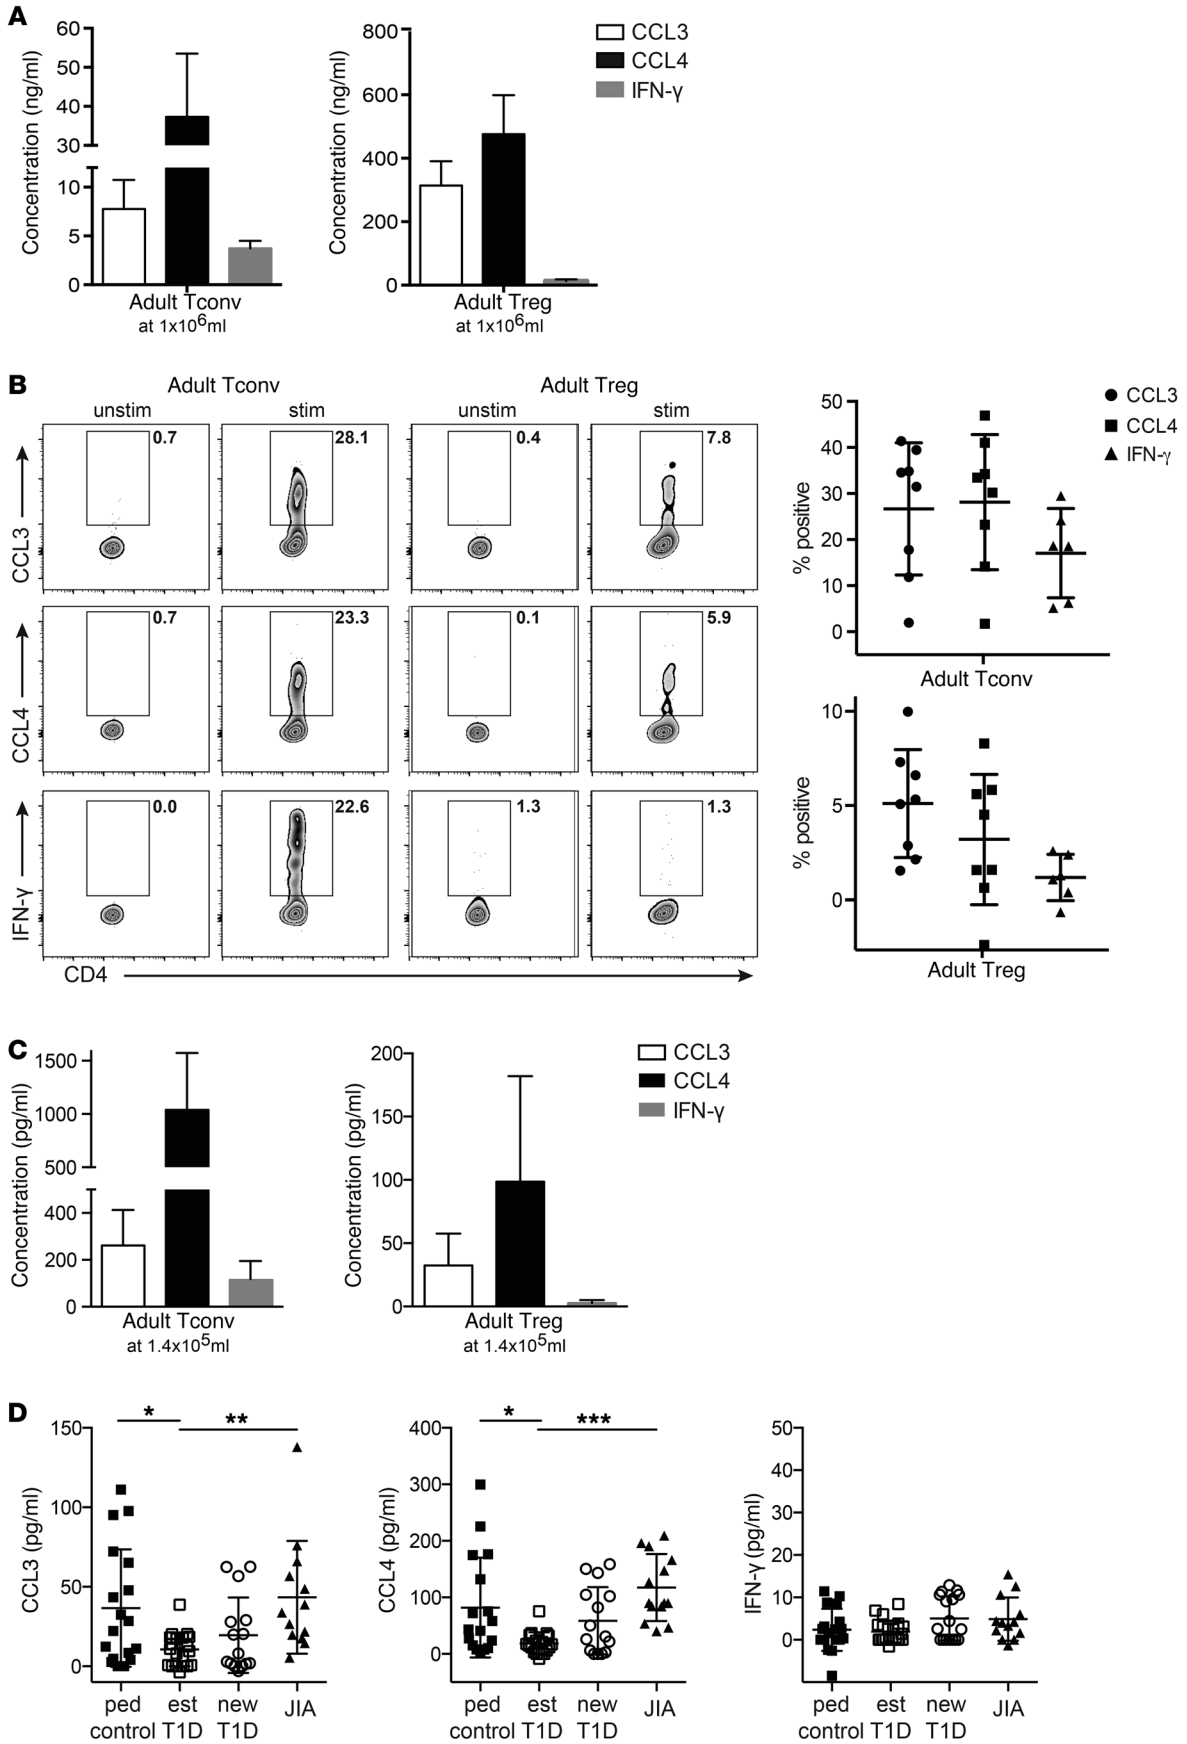 A
Concentration (ng/ml)
60
50
40
30
10
5
0
Adult Tconv
at 1x10⁶ml
Concentration (ng/ml)
800
600
400
200
0
Adult Treg
at 1x10⁶ml
CCL3
CCL4
IFN-γ
B
Adult Tconv
Adult Treg
unstim
stim
unstim
stim
CCL3
0.7
28.1
0.4
7.8
CCL4
0.7
23.3
0.1
5.9
IFN-γ
0.0
22.6
1.3
1.3
CD4
% positive
50
40
30
20
10
0
Adult Tconv
CCL3
CCL4
IFN-γ
% positive
10
5
0
Adult Treg
C
Concentration (pg/ml)
1500
1000
500
400
200
0
Adult Tconv
at 1.4x10⁵ml
Concentration (pg/ml)
200
150
100
50
0
Adult Treg
at 1.4x10⁵ml
CCL3
CCL4
IFN-γ
D
CCL3 (pg/ml)
150
100
50
0
*
**
ped control
est T1D
new T1D
JIA
CCL4 (pg/ml)
400
300
200
100
0
*
***
ped control
est T1D
new T1D
JIA
IFN-γ (pg/ml)
50
40
30
20
10
0
ped control
est T1D
new T1D
JIA